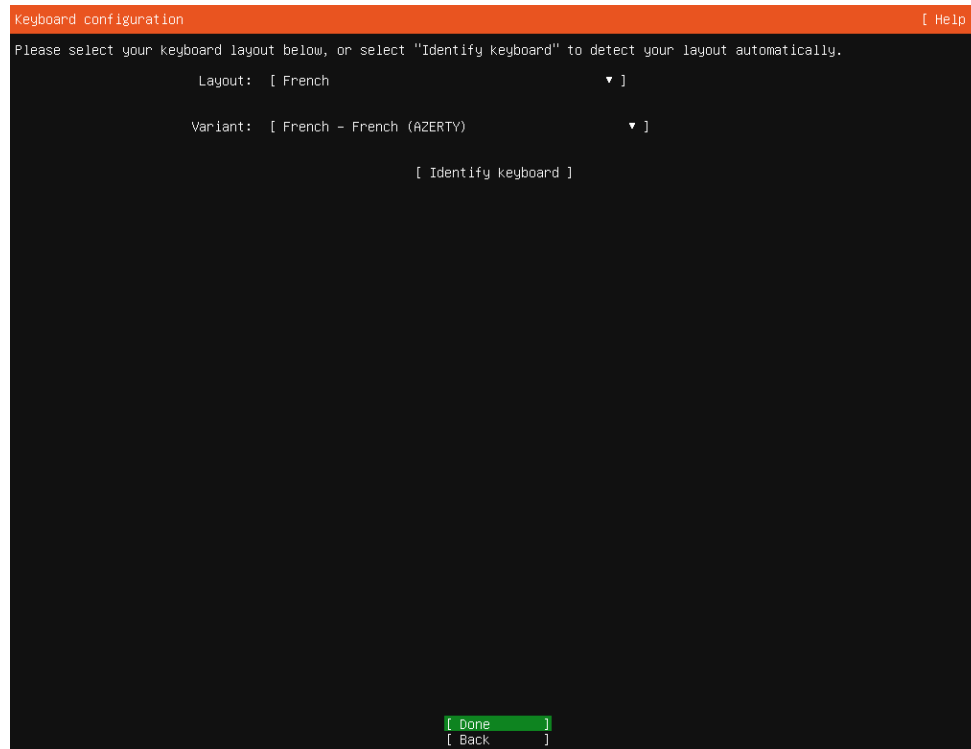 Keyboard configuration [ Help
Please select your keyboard layout below, or select "Identify keyboard" to detect your layout automatically.
Layout: [ French ▾ ]
Variant: [ French – French (AZERTY) ▾ ]
[ Identify keyboard ]
[ Done ]
[ Back ]